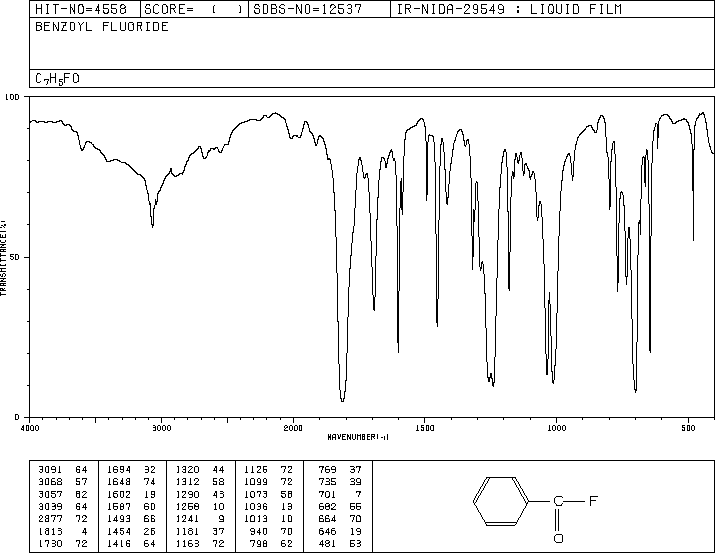 HIT-NO=4558 SCORE= ( ) SDBS-NO=12537 IR-NIDA-29549 : LIQUID FILM
BENZOYL FLUORIDE
C7H5FO
100
50
0
TRANSMITTANCE(%)
4000 3000 2000 1500 1000 500
WAVENUMBER(-1)
3091 64 1694 32 1320 44 1126 72 769 37
3068 57 1648 74 1312 58 1099 72 735 39
3057 62 1602 19 1290 43 1073 58 701 7
3039 64 1587 60 1258 10 1036 13 682 55
2877 72 1493 66 1241 9 1013 10 664 70
1813 4 1454 26 1181 37 940 70 646 19
1730 72 1416 64 1163 72 798 62 481 53
C F
O